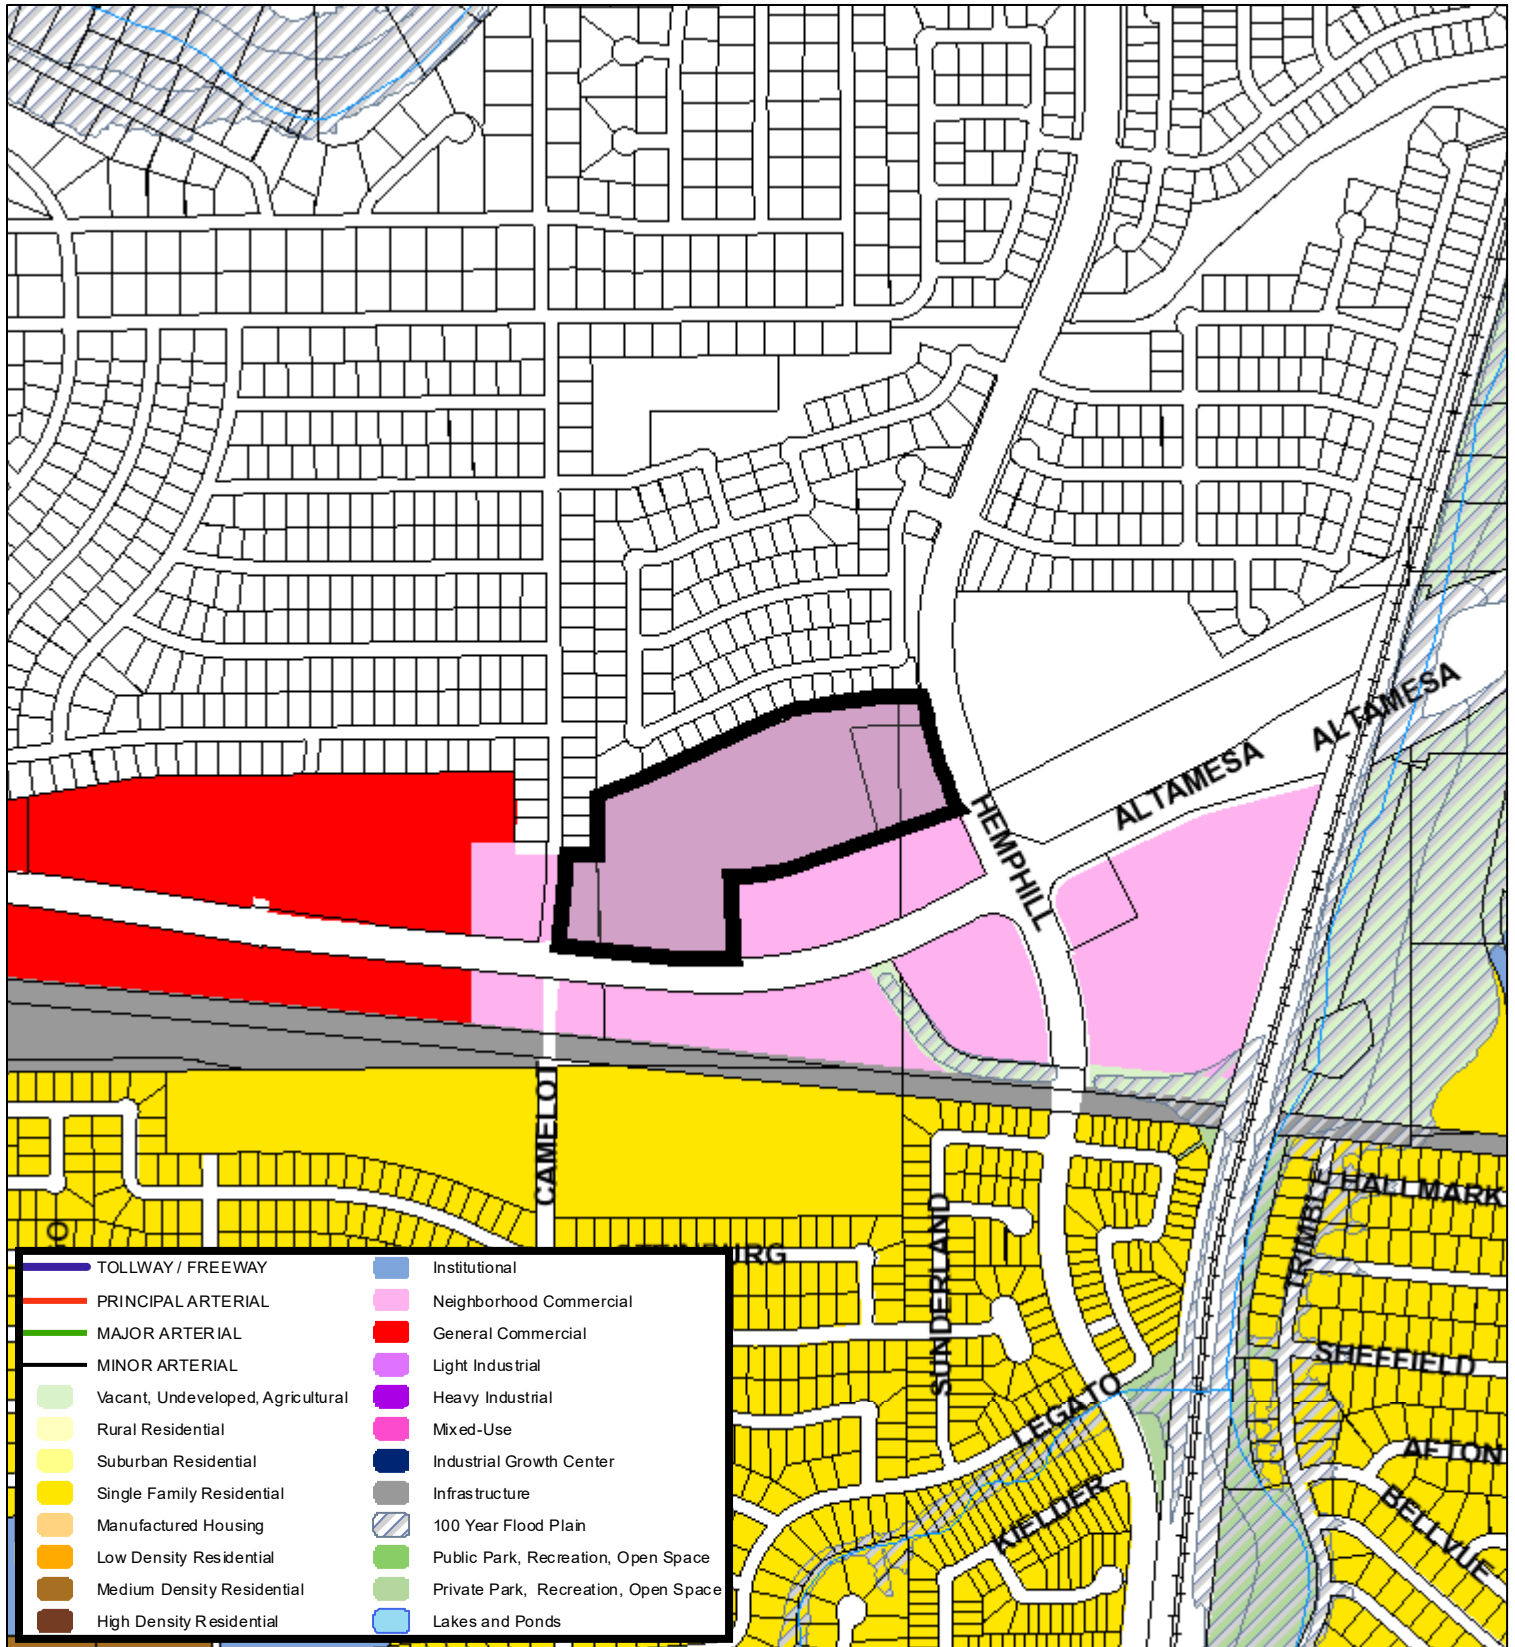 ALTAMESA
ALTAMESA
HEMPHILL
CAMELOT
SUNDERLAND
TRIMBLE
HALLMARK
SHEFFIELD
LEGATO
AFTON
KIELDER
BELLVUE
TOLLWAY / FREEWAY
PRINCIPAL ARTERIAL
MAJOR ARTERIAL
MINOR ARTERIAL
Vacant, Undeveloped, Agricultural
Rural Residential
Suburban Residential
Single Family Residential
Manufactured Housing
Low Density Residential
Medium Density Residential
High Density Residential
Institutional
Neighborhood Commercial
General Commercial
Light Industrial
Heavy Industrial
Mixed-Use
Industrial Growth Center
Infrastructure
100 Year Flood Plain
Public Park, Recreation, Open Space
Private Park, Recreation, Open Space
Lakes and Ponds